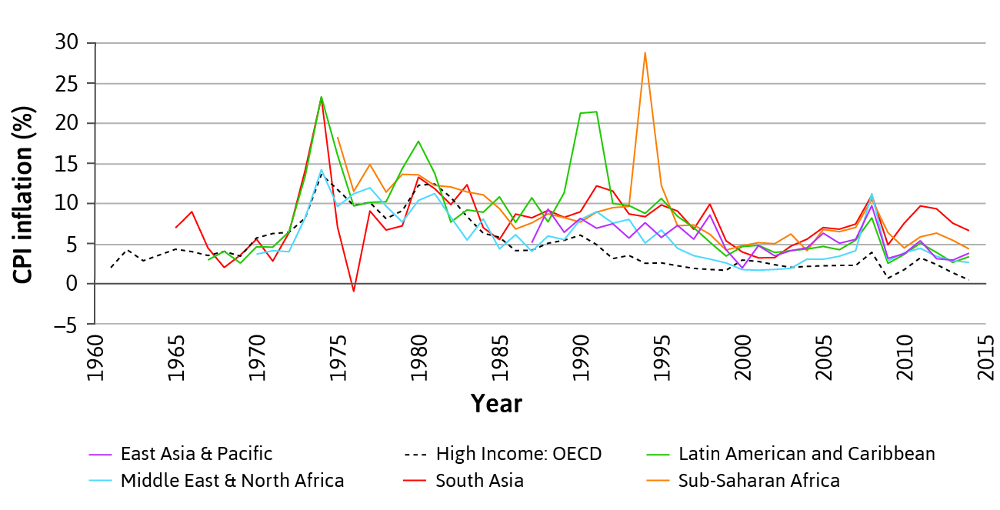 30
25
20
15
10
5
0
–5
CPI inflation (%)
1960
1965
1970
1975
1980
1985
1990
1995
2000
2005
2010
2015
Year
East Asia & Pacific
High Income: OECD
Latin American and Caribbean
Middle East & North Africa
South Asia
Sub-Saharan Africa